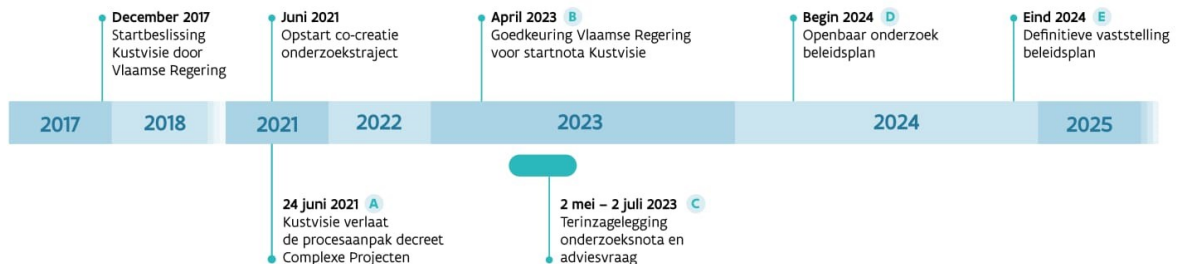 December 2017
Startbeslissing
Kustvisie door
Vlaamse Regering
Juni 2021
Opstart co-creatie
onderzoekstraject
April 2023 B
Goedkeuring Vlaamse Regering
voor startnota Kustvisie
Begin 2024 D
Openbaar onderzoek
beleidsplan
Eind 2024 E
Definitieve vaststelling
beleidsplan
2017 2018 2021 2022 2023 2024 2025
24 juni 2021 A
Kustvisie verlaat
de procesaanpak decreet
Complexe Projecten
2 mei – 2 juli 2023 C
Terinzagelegging
onderzoeksnota en
adviesvraag